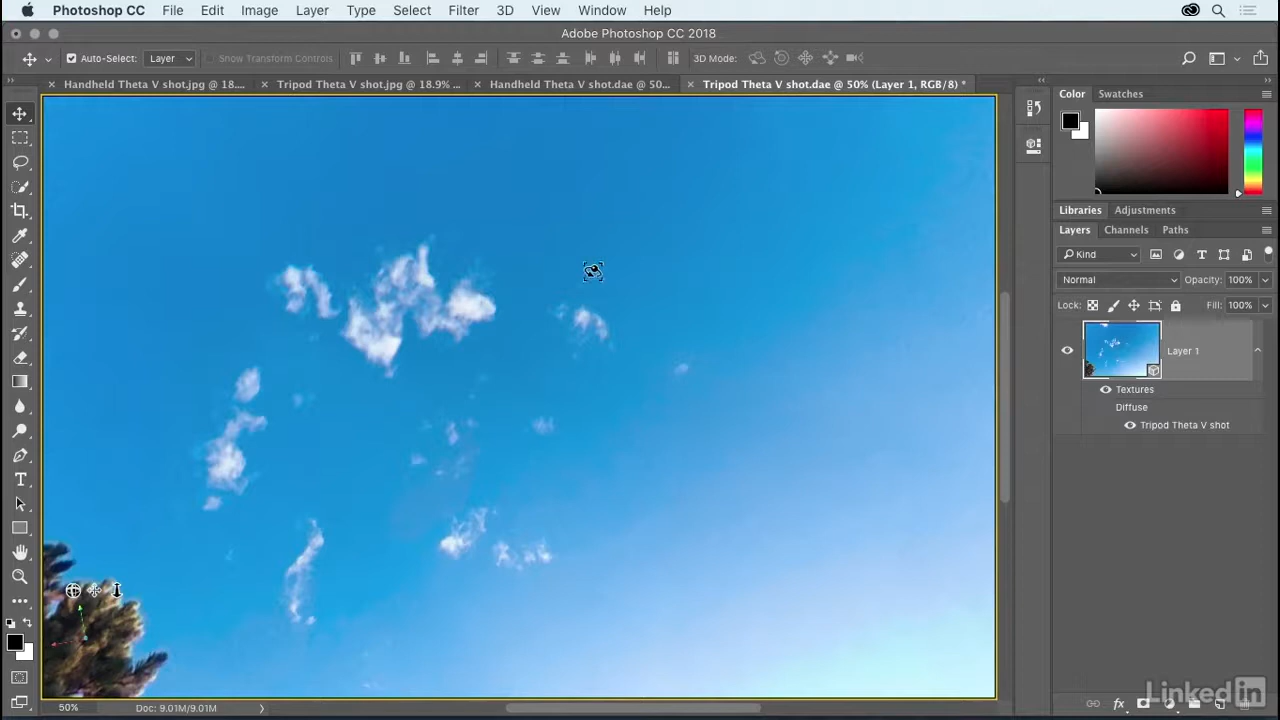 Photoshop CC File Edit Image Layer Type Select Filter 3D View Window Help
Adobe Photoshop CC 2018
Auto-Select: Layer Show Transform Controls 3D Mode:
Handheld Theta V shot.jpg @ 18.... Tripod Theta V shot.jpg @ 18.9% ... Handheld Theta V shot.dae @ 50... Tripod Theta V shot.dae @ 50% (Layer 1, RGB/8) *
Color Swatches
Libraries Adjustments
Layers Channels Paths
Kind
Normal Opacity: 100%
Lock: Fill: 100%
Layer 1
Textures
Diffuse
Tripod Theta V shot
50% Doc: 9.01M/9.01M
fx
Linked in